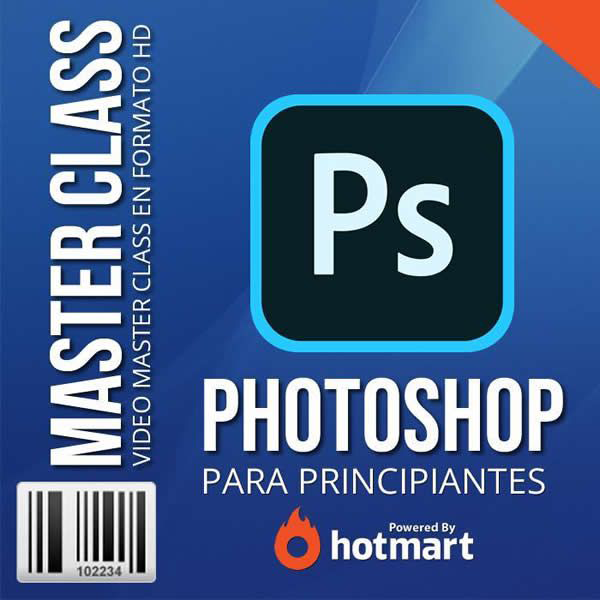 MASTER CLASS
VIDEO MASTER CLASS EN FORMATO HD
Ps
PHOTOSHOP
PARA PRINCIPIANTES
Powered By
hotmart
102234